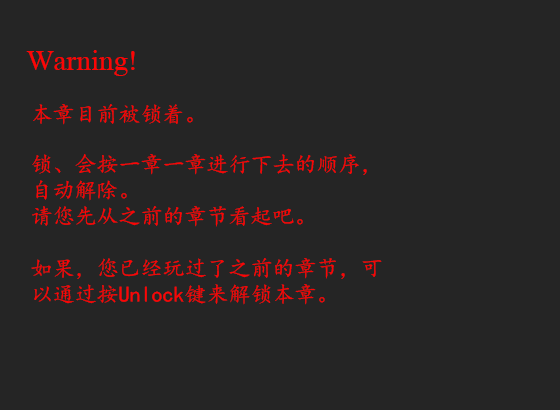 Warning!
本章目前被锁着。
锁、会按一章一章进行下去的顺序，
自动解除。
请您先从之前的章节看起吧。
如果，您已经玩过了之前的章节，可
以通过按Unlock键来解锁本章。